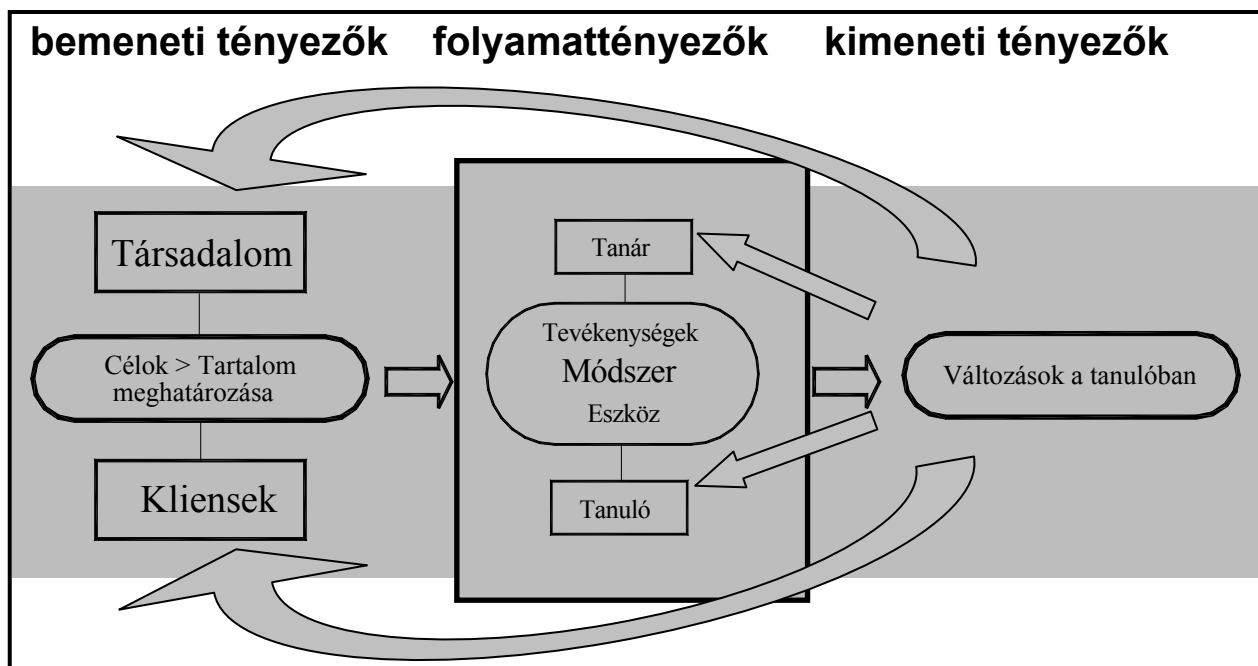 bemeneti tényezők
folyamattényezők
kimeneti tényezők
Társadalom
Célok > Tartalom
meghatározása
Kliensek
Tanár
Tevékenységek
Módszer
Eszköz
Tanuló
Változások a tanulóban